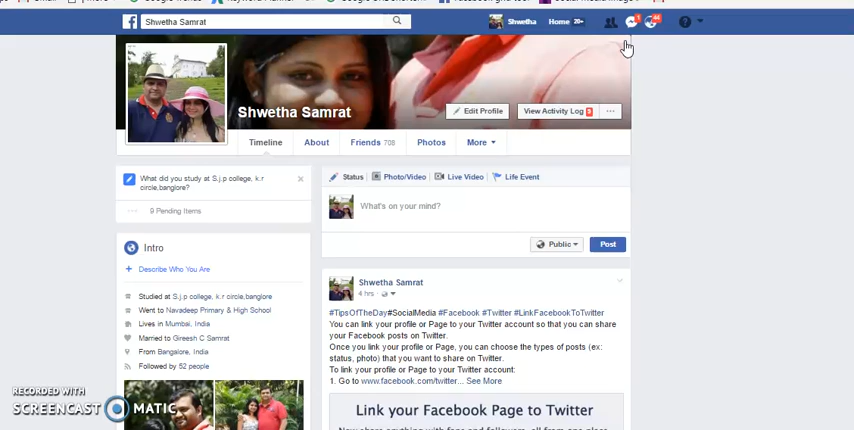 Shwetha Samrat
Shwetha Home 20+ 1 46
Shwetha Samrat
Edit Profile View Activity Log 9 ...
Timeline About Friends 708 Photos More
What did you study at S.j.p college, k.r
circle,banglore?
... 9 Pending Items
Status Photo/Video Live Video Life Event
What's on your mind?
Public Post
Intro
+ Describe Who You Are
Studied at S.j.p college, k.r circle,banglore
Went to Navadeep Primary & High School
Lives in Mumbai, India
Married to Gireesh C Samrat
From Bangalore, India
Followed by 52 people
Shwetha Samrat
4 hrs
#TipsOfTheDay#SocialMedia #Facebook #Twitter #LinkFacebookToTwitter
You can link your profile or Page to your Twitter account so that you can share
your Facebook posts on Twitter.
Once you link your profile or Page, you can choose the types of posts (ex:
status, photo) that you want to share on Twitter.
To link your profile or Page to your Twitter account:
1. Go to www.facebook.com/twitter... See More
Link your Facebook Page to Twitter
RECORDED WITH
SCREENCAST MATIC